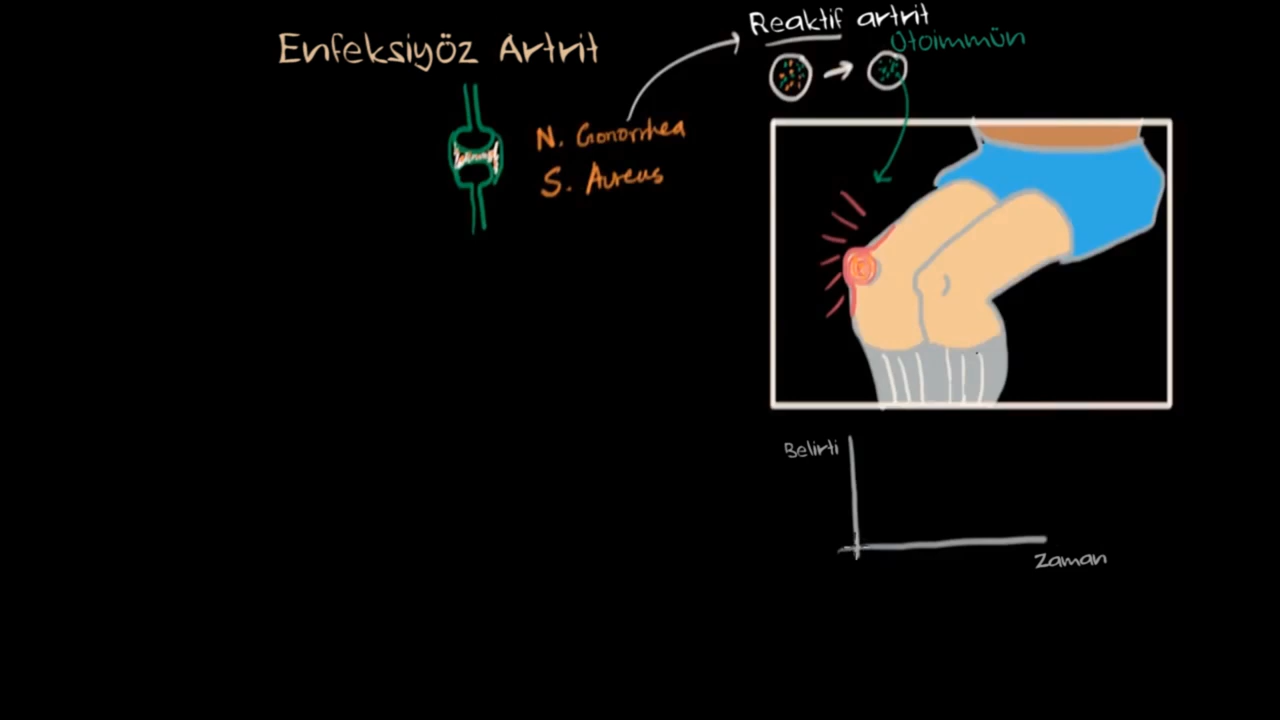 Enfeksiyöz Artrit
N. Gonorrhea
S. Aureus
Reaktif artrit
Otoimmün
Belirti
Zaman